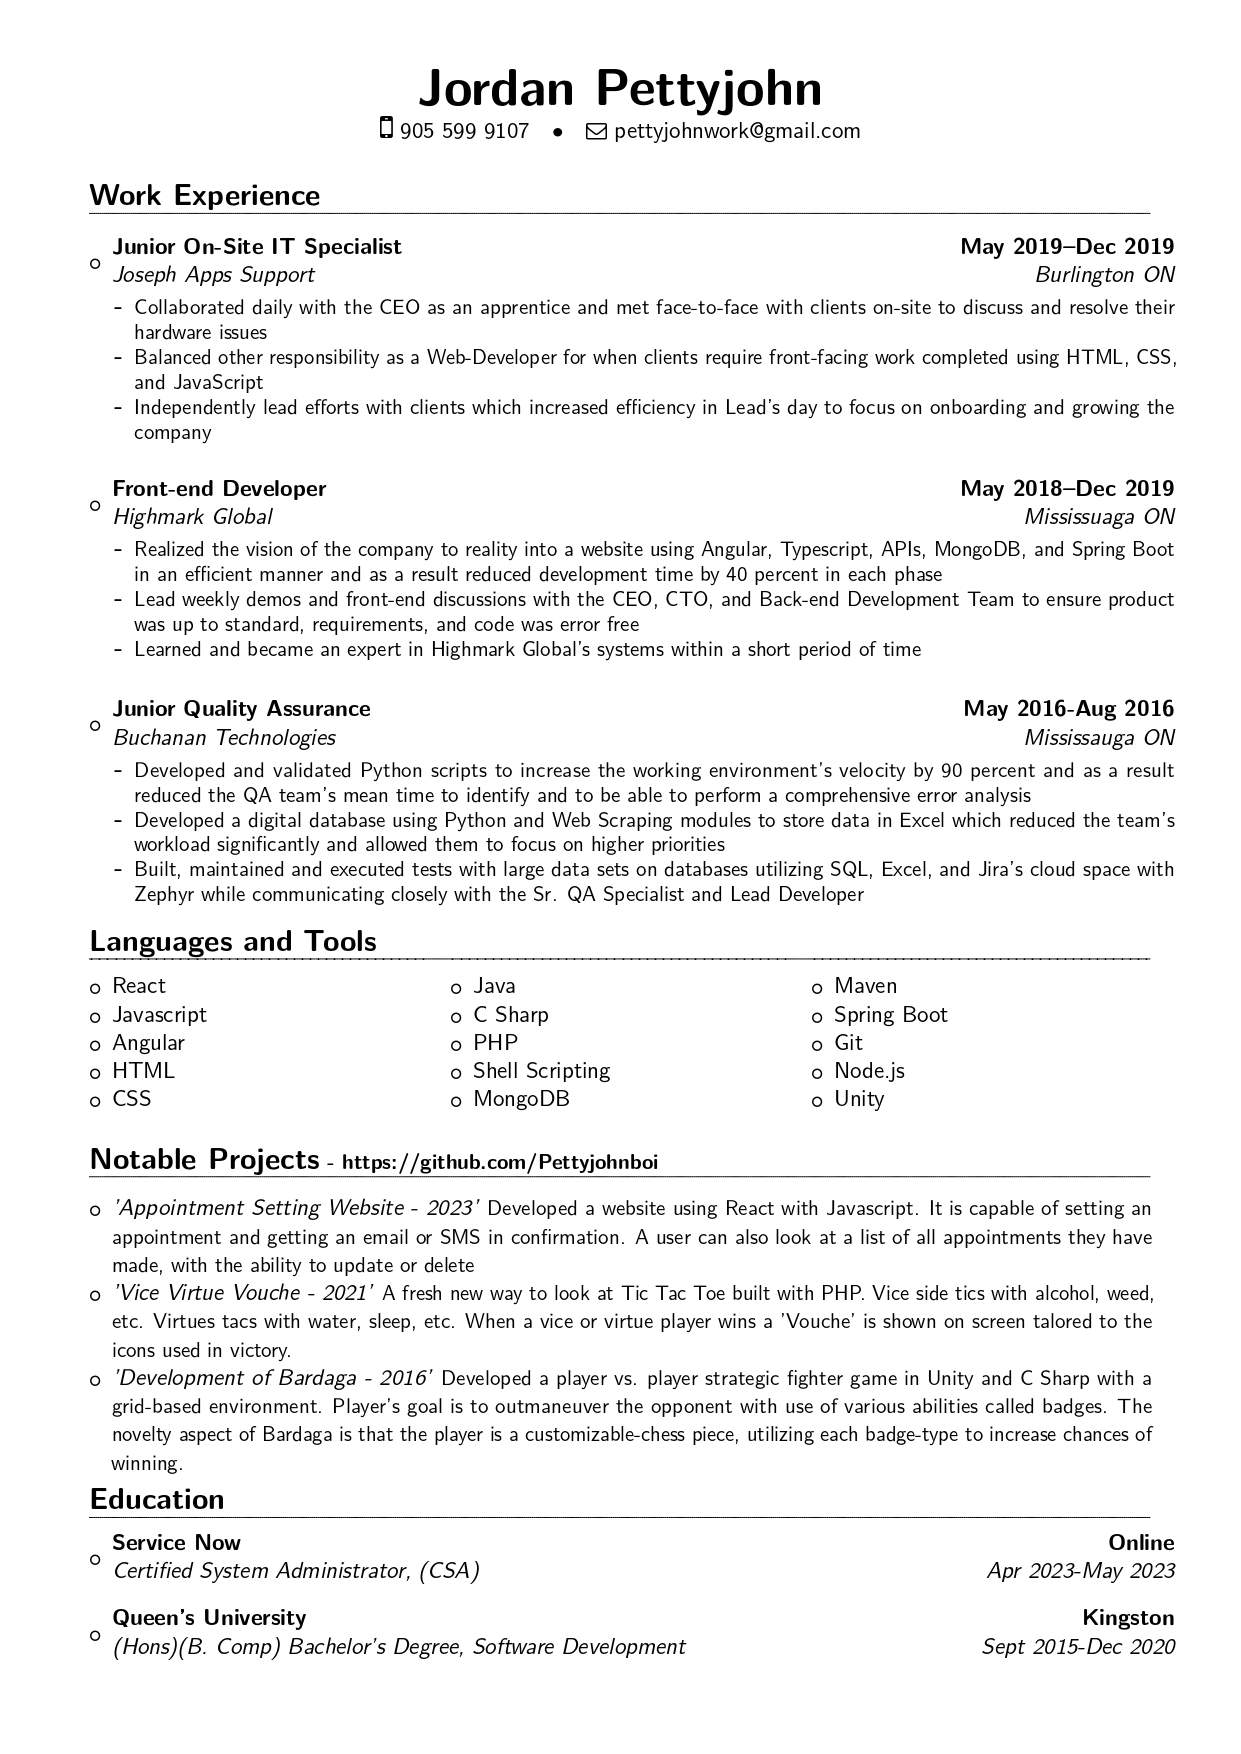 Jordan Pettyjohn
905 599 9107 • pettyjohnwork@gmail.com
Work Experience
Junior On-Site IT Specialist May 2019–Dec 2019
Joseph Apps Support Burlington ON
- Collaborated daily with the CEO as an apprentice and met face-to-face with clients on-site to discuss and resolve their
hardware issues
- Balanced other responsibility as a Web-Developer for when clients require front-facing work completed using HTML, CSS,
and JavaScript
- Independently lead efforts with clients which increased efficiency in Lead's day to focus on onboarding and growing the
company
Front-end Developer May 2018–Dec 2019
Highmark Global Mississuaga ON
- Realized the vision of the company to reality into a website using Angular, Typescript, APIs, MongoDB, and Spring Boot
in an efficient manner and as a result reduced development time by 40 percent in each phase
- Lead weekly demos and front-end discussions with the CEO, CTO, and Back-end Development Team to ensure product
was up to standard, requirements, and code was error free
- Learned and became an expert in Highmark Global's systems within a short period of time
Junior Quality Assurance May 2016-Aug 2016
Buchanan Technologies Mississauga ON
- Developed and validated Python scripts to increase the working environment's velocity by 90 percent and as a result
reduced the QA team's mean time to identify and to be able to perform a comprehensive error analysis
- Developed a digital database using Python and Web Scraping modules to store data in Excel which reduced the team's
workload significantly and allowed them to focus on higher priorities
- Built, maintained and executed tests with large data sets on databases utilizing SQL, Excel, and Jira's cloud space with
Zephyr while communicating closely with the Sr. QA Specialist and Lead Developer
Languages and Tools
React
Javascript
Angular
HTML
CSS
Java
C Sharp
PHP
Shell Scripting
MongoDB
Maven
Spring Boot
Git
Node.js
Unity
Notable Projects - https://github.com/Pettyjohnboi
'Appointment Setting Website - 2023' Developed a website using React with Javascript. It is capable of setting an
appointment and getting an email or SMS in confirmation. A user can also look at a list of all appointments they have
made, with the ability to update or delete
'Vice Virtue Vouche - 2021' A fresh new way to look at Tic Tac Toe built with PHP. Vice side tics with alcohol, weed,
etc. Virtues tacs with water, sleep, etc. When a vice or virtue player wins a 'Vouche' is shown on screen talored to the
icons used in victory.
'Development of Bardaga - 2016' Developed a player vs. player strategic fighter game in Unity and C Sharp with a
grid-based environment. Player's goal is to outmaneuver the opponent with use of various abilities called badges. The
novelty aspect of Bardaga is that the player is a customizable-chess piece, utilizing each badge-type to increase chances of
winning.
Education
Service Now Online
Certified System Administrator, (CSA) Apr 2023-May 2023
Queen's University Kingston
(Hons)(B. Comp) Bachelor's Degree, Software Development Sept 2015-Dec 2020